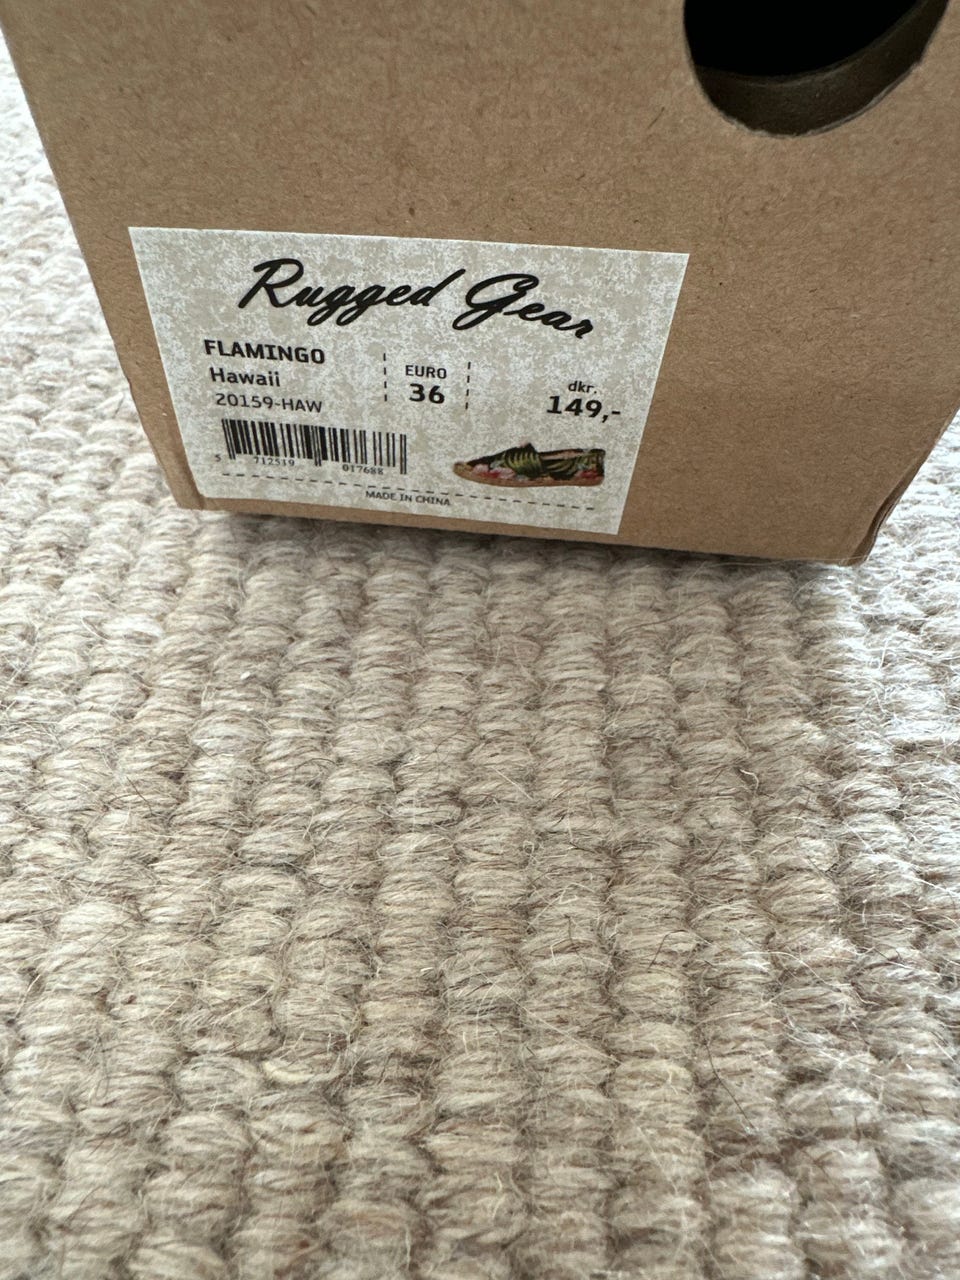 Rugged Gear
FLAMINGO
Hawaii
20159-HAW
EURO
36
dkr.
149,-
5 712519 017688
MADE IN CHINA